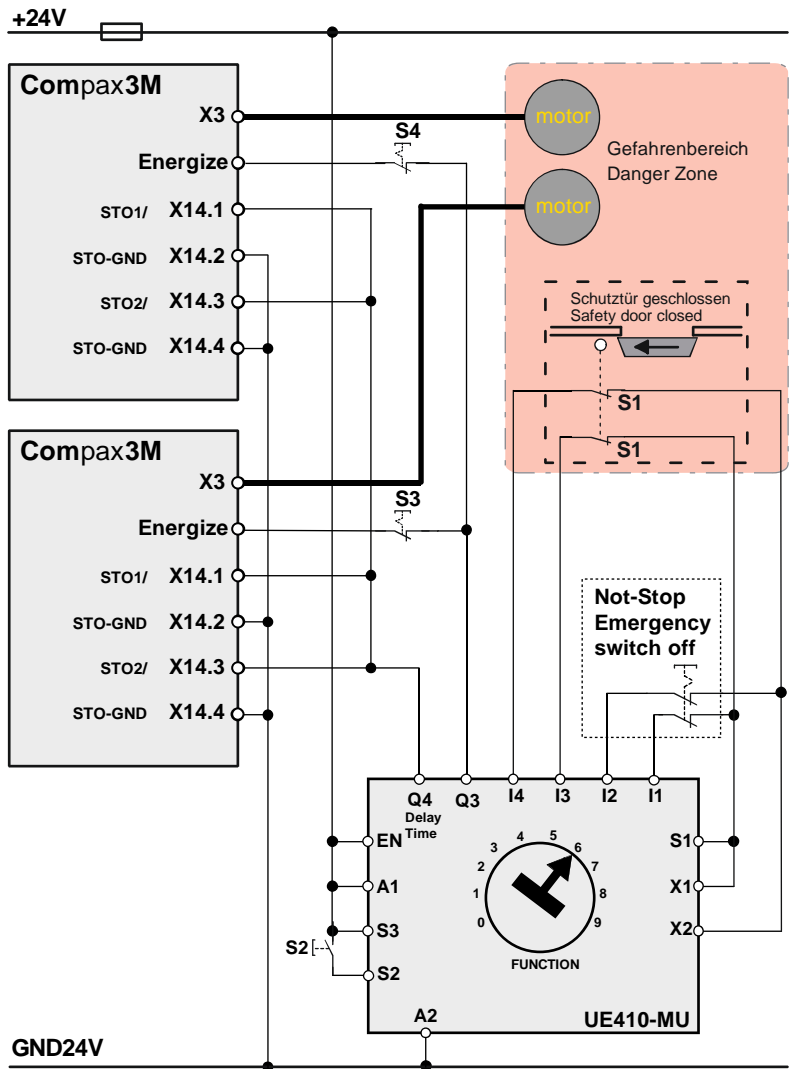 +24V
Compax3M
X3
Energize
STO1/ X14.1
STO-GND X14.2
STO2/ X14.3
STO-GND X14.4
S4
motor
motor
Gefahrenbereich
Danger Zone
Schutztür geschlossen
Safety door closed
S1
S1
Compax3M
X3
Energize
STO1/ X14.1
STO-GND X14.2
STO2/ X14.3
STO-GND X14.4
S3
Not-Stop
Emergency
switch off
Q4 Q3 I4 I3 I2 I1
Delay
Time
EN
A1
S3
S2
S2
0 1 2 3 4 5 6 7 8 9
FUNCTION
S1
X1
X2
A2
UE410-MU
GND24V